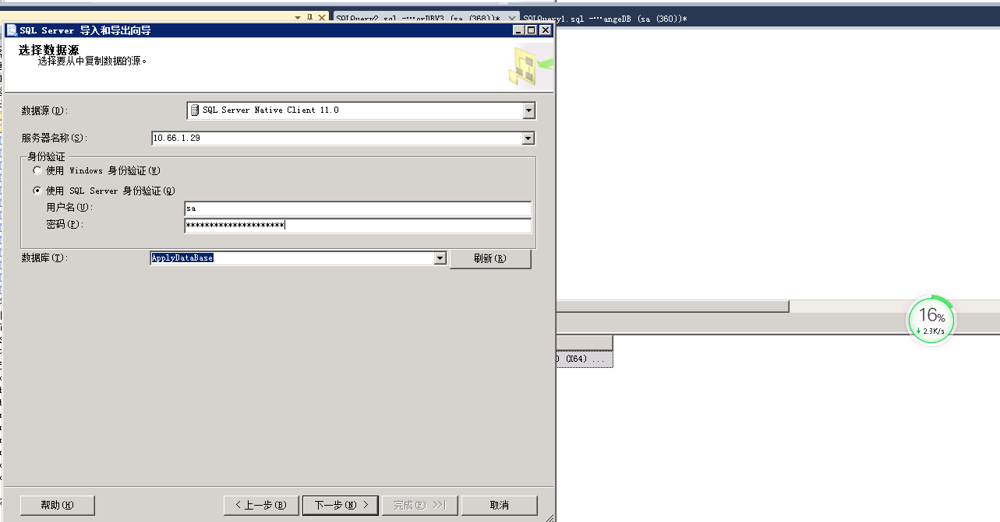 SQLQuery2.sql -...orDBV3 (sa (368))* SQLQuery1.sql -...angeDB (sa (360))*
SQL Server 导入和导出向导
选择数据源
选择要从中复制数据的源。
数据源(D): SQL Server Native Client 11.0
服务器名称(S): 10.66.1.29
身份验证
使用 Windows 身份验证(W)
使用 SQL Server 身份验证(Q)
用户名(U): sa
密码(P): *********************
数据库(T): ApplyDataBase 刷新(R)
16%
2.3K/s
(X64) ...
帮助(H) < 上一步(B) 下一步(N) > 完成(F) >>| 取消